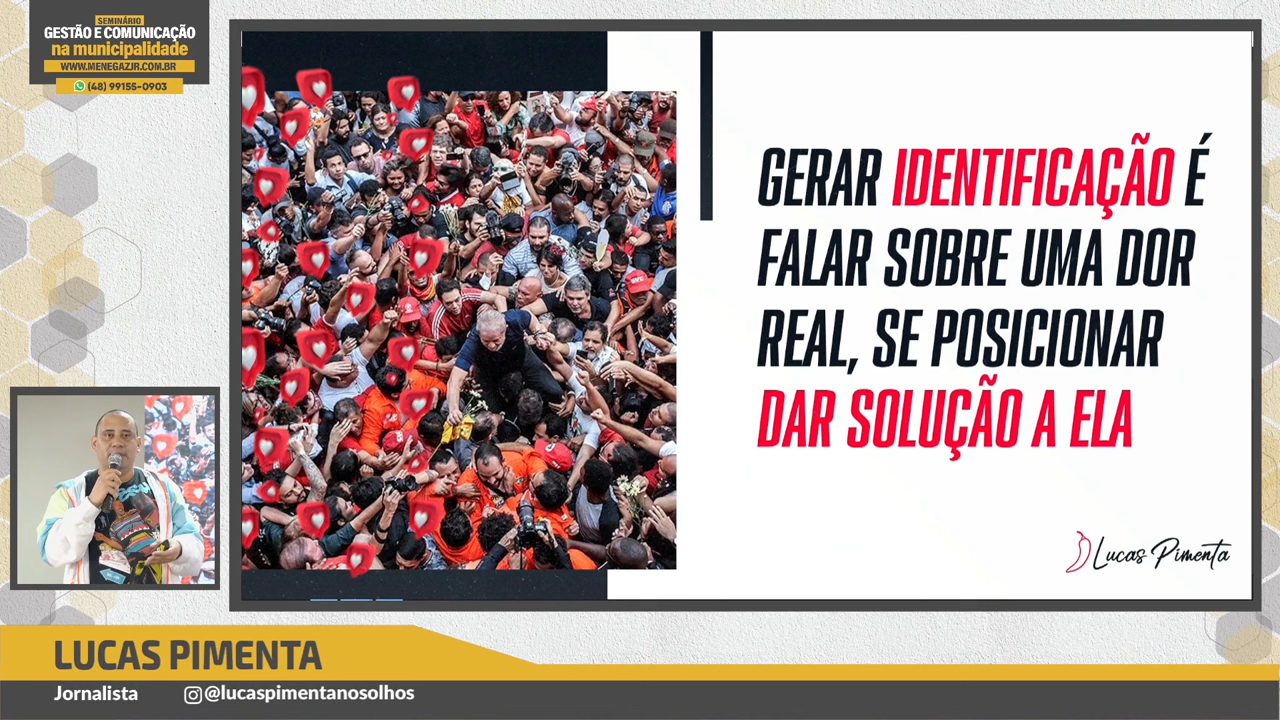 SEMINÁRIO
GESTÃO E COMUNICAÇÃO
na municipalidade
WWW.MENEGAZJR.COM.BR
(48) 99155-0903
GERAR IDENTIFICAÇÃO É
FALAR SOBRE UMA DOR
REAL, SE POSICIONAR
DAR SOLUÇÃO A ELA
Lucas Pimenta
LUCAS PIMENTA
Jornalista
@lucaspimentanosolhos